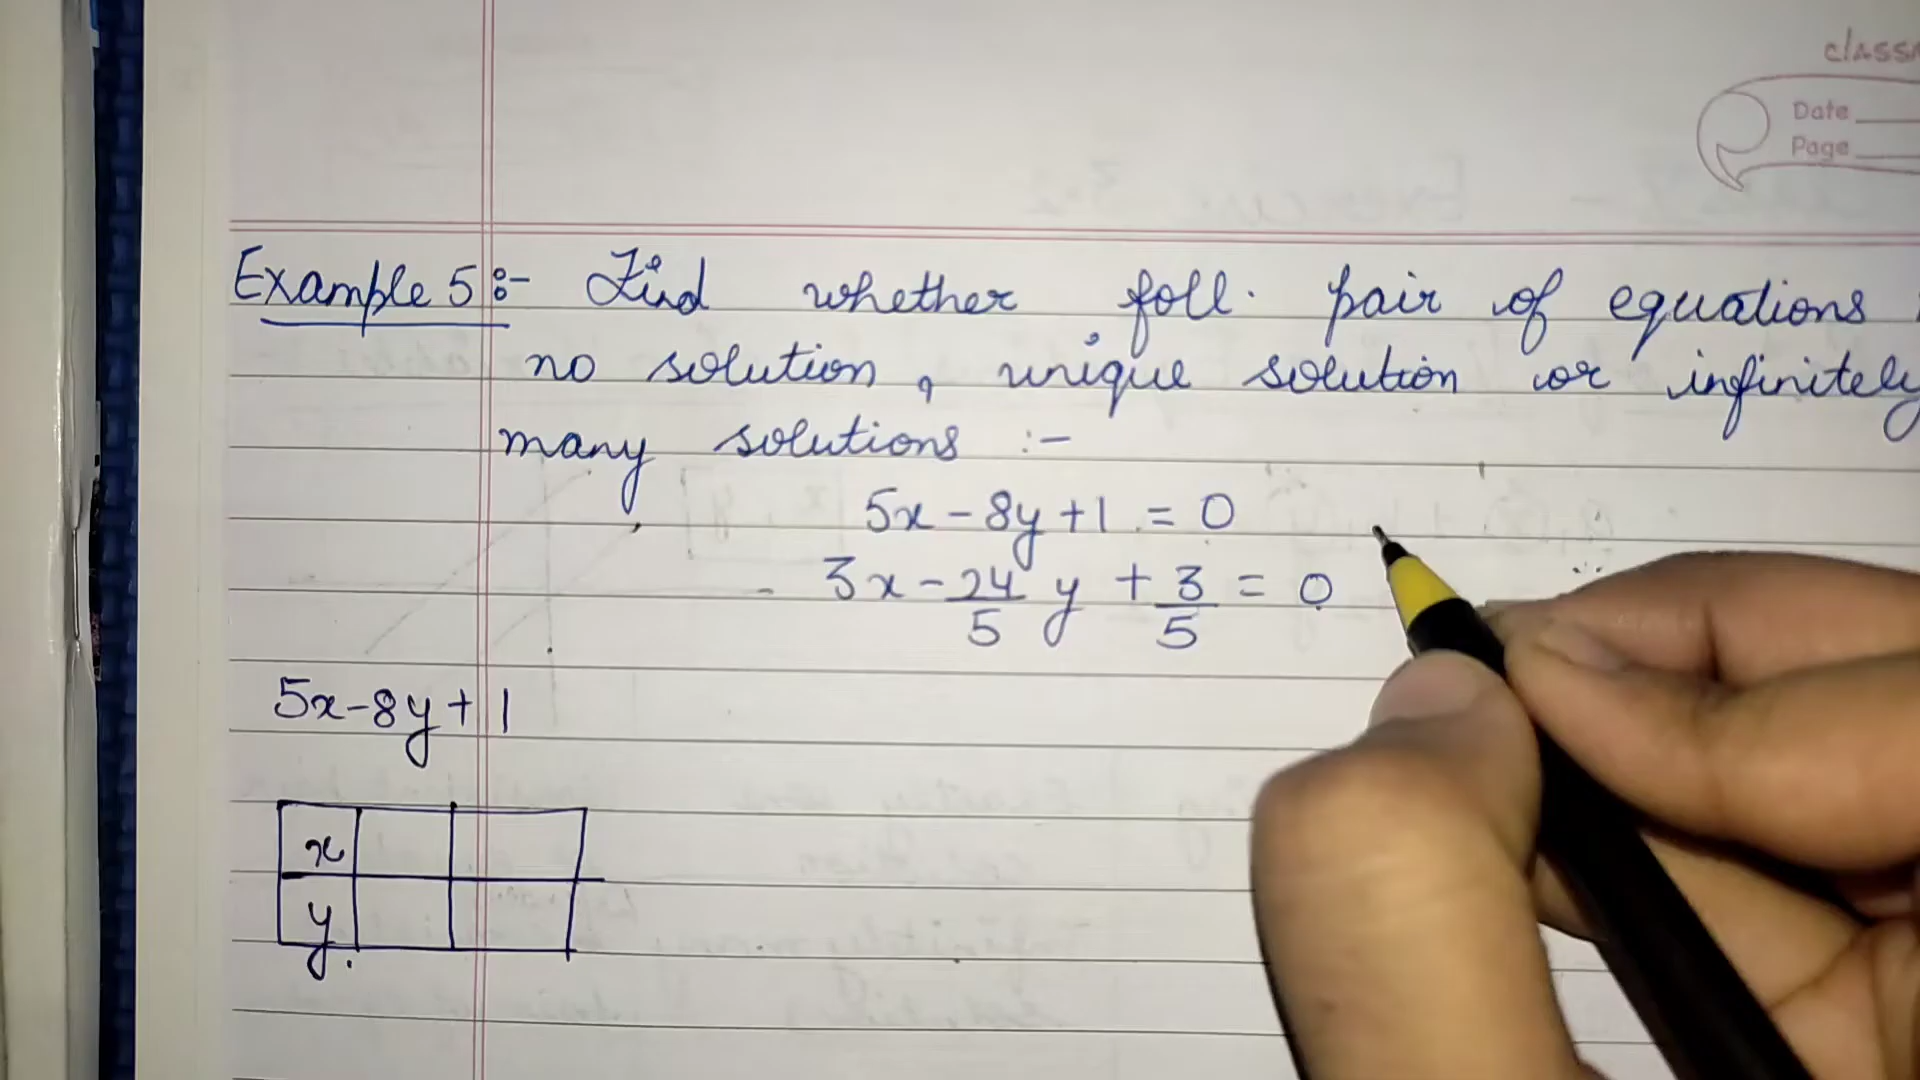 Date
Page
Example 5:- Find whether foll. pair of equations
no solution, unique solution or infinitely
many solutions :-
5x - 8y + 1 = 0
3x - 24/5 y + 3/5 = 0
5x - 8y + 1
x
y